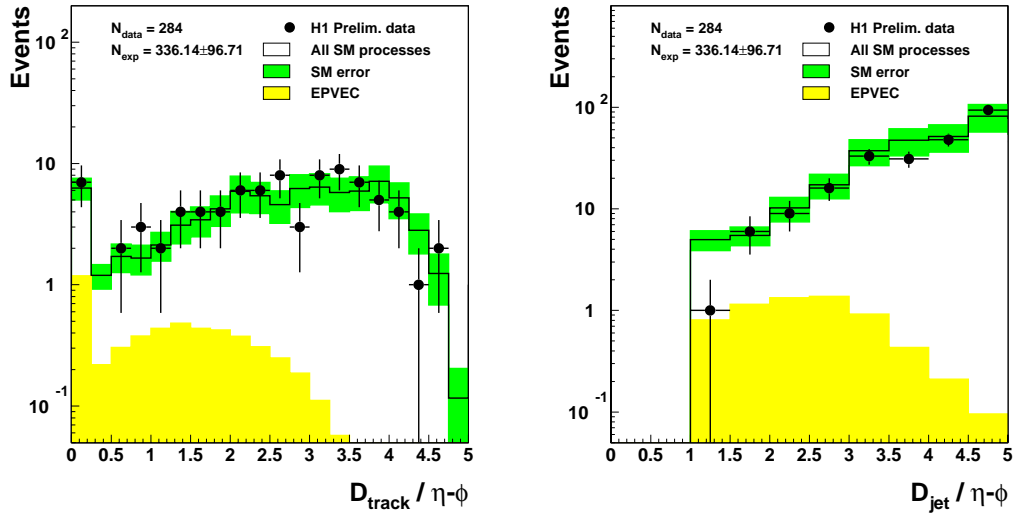 Events
N_data = 284
N_exp = 336.14±96.71
H1 Prelim. data
All SM processes
SM error
EPVEC
10²
10
1
10⁻¹
0 0.5 1 1.5 2 2.5 3 3.5 4 4.5 5
D_track / η-φ
Events
N_data = 284
N_exp = 336.14±96.71
H1 Prelim. data
All SM processes
SM error
EPVEC
10²
10
1
10⁻¹
0 0.5 1 1.5 2 2.5 3 3.5 4 4.5 5
D_jet / η-φ